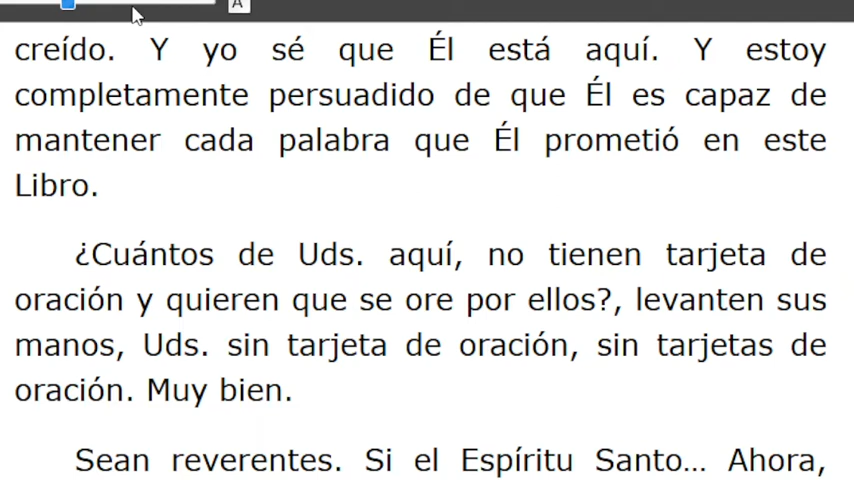 A
creído. Y yo sé que Él está aquí. Y estoy
completamente persuadido de que Él es capaz de
mantener cada palabra que Él prometió en este
Libro.
¿Cuántos de Uds. aquí, no tienen tarjeta de
oración y quieren que se ore por ellos?, levanten sus
manos, Uds. sin tarjeta de oración, sin tarjetas de
oración. Muy bien.
Sean reverentes. Si el Espíritu Santo... Ahora,